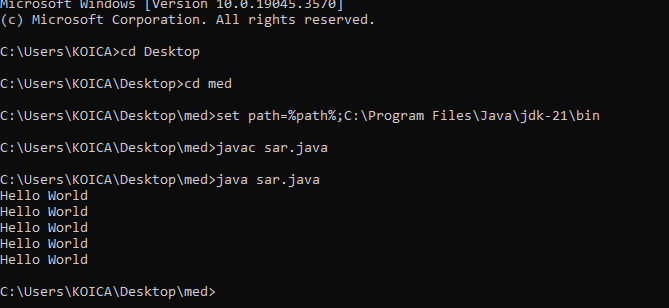 Microsoft Windows [Version 10.0.19045.3570]
(c) Microsoft Corporation. All rights reserved.
C:\Users\KOICA>cd Desktop
C:\Users\KOICA\Desktop>cd med
C:\Users\KOICA\Desktop\med>set path=%path%;C:\Program Files\Java\jdk-21\bin
C:\Users\KOICA\Desktop\med>javac sar.java
C:\Users\KOICA\Desktop\med>java sar.java
Hello World
Hello World
Hello World
Hello World
Hello World
C:\Users\KOICA\Desktop\med>